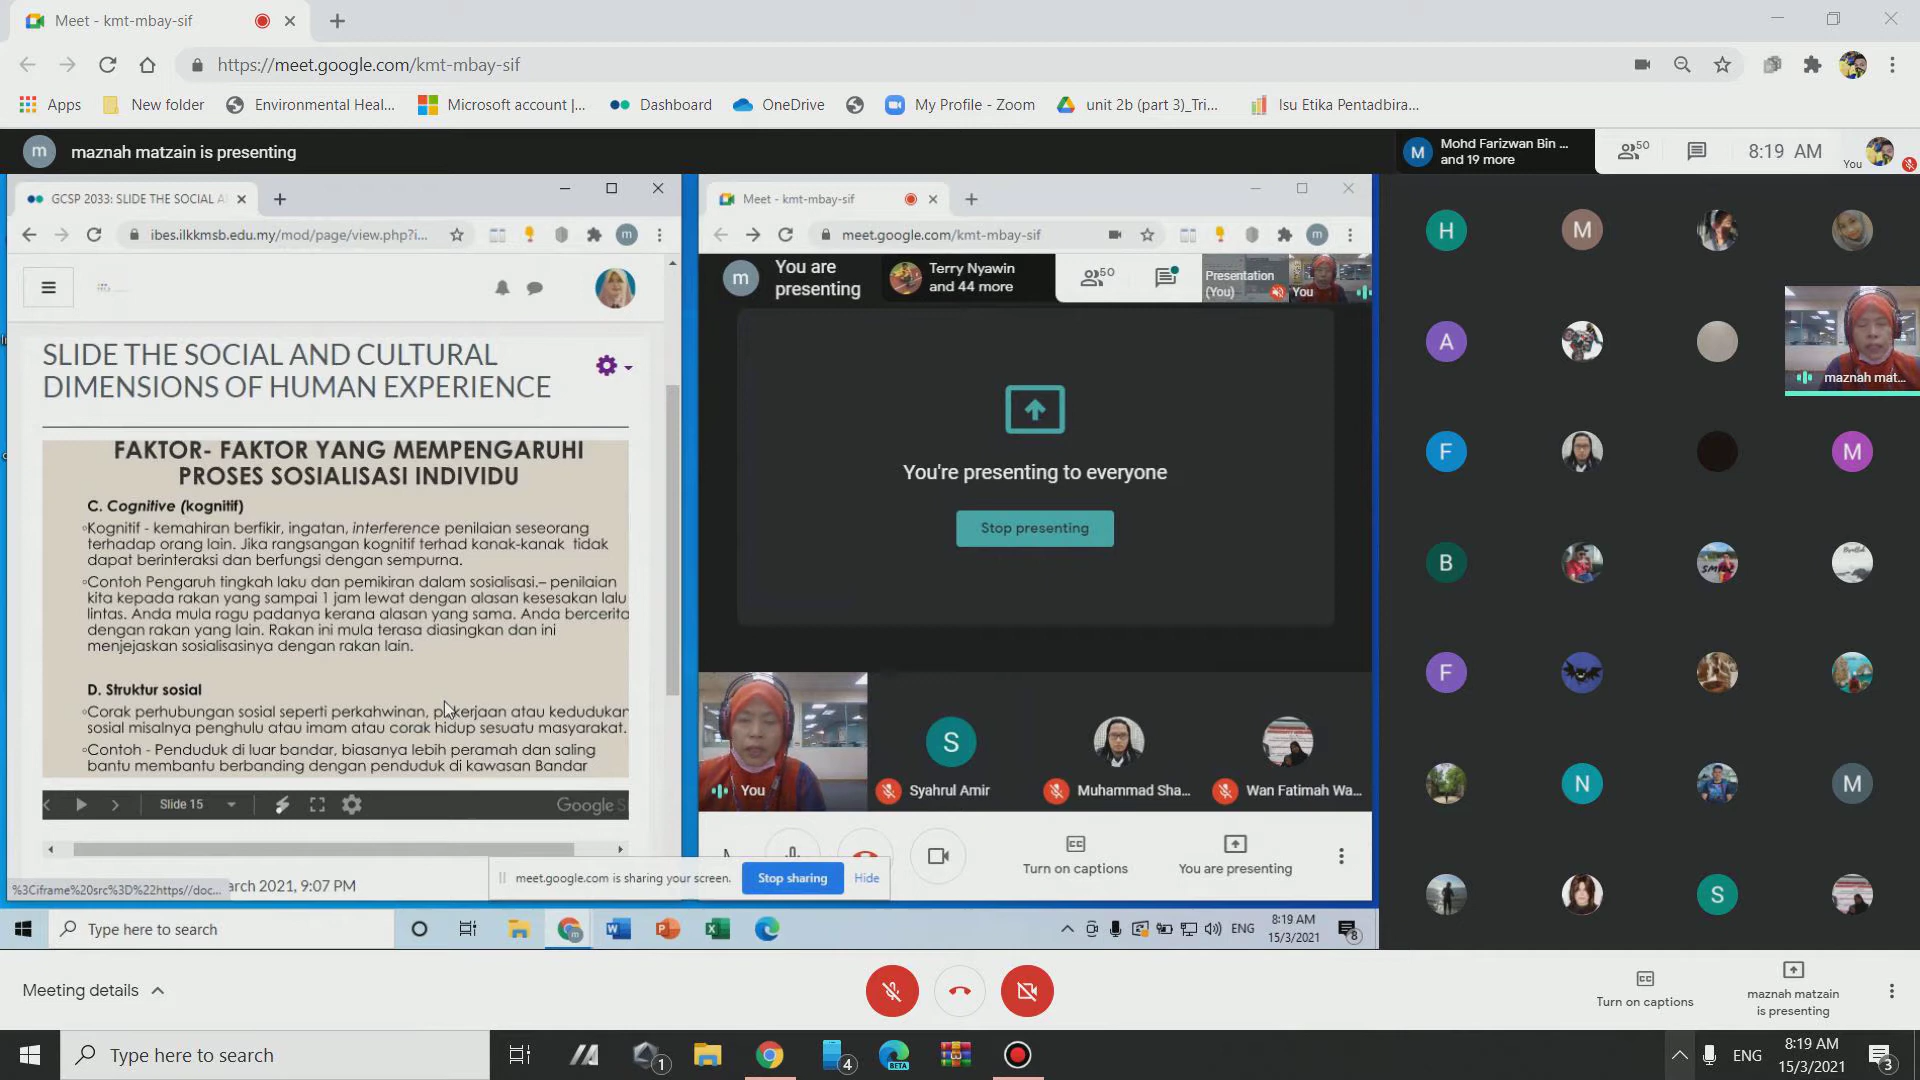 Meet - kmt-mbay-sif
https://meet.google.com/kmt-mbay-sif
Apps
New folder
Environmental Heal...
Microsoft account |...
Dashboard
OneDrive
My Profile - Zoom
unit 2b (part 3)_Tri...
Isu Etika Pentadbira...
m
maznah matzain is presenting
M
Mohd Farizwan Bin ...
and 19 more
50
8:19 AM
You
GCSP 2033: SLIDE THE SOCIAL A
ibes.ilkkmsb.edu.my/mod/page/view.php?i...
m
SLIDE THE SOCIAL AND CULTURAL
DIMENSIONS OF HUMAN EXPERIENCE
FAKTOR- FAKTOR YANG MEMPENGARUHI
PROSES SOSIALISASI INDIVIDU
C. Cognitive (kognitif)
Kognitif - kemahiran berfikir, ingatan, interference penilaian seseorang
terhadap orang lain. Jika rangsangan kognitif terhad kanak-kanak tidak
dapat berinteraksi dan berfungsi dengan sempurna.
Contoh Pengaruh tingkah laku dan pemikiran dalam sosialisasi.– penilaian
kita kepada rakan yang sampai 1 jam lewat dengan alasan kesesakan lalu
lintas. Anda mula ragu padanya kerana alasan yang sama. Anda bercerita
dengan rakan yang lain. Rakan ini mula terasa diasingkan dan ini
menjejaskan sosialisasinya dengan rakan lain.
D. Struktur sosial
Corak perhubungan sosial seperti perkahwinan, pekerjaan atau kedudukan
sosial misalnya penghulu atau imam atau corak hidup sesuatu masyarakat.
Contoh - Penduduk di luar bandar, biasanya lebih peramah dan saling
bantu membantu berbanding dengan penduduk di kawasan Bandar
Slide 15
Google S
%3Ciframe%20src%3D%22https//doc...
arch 2021, 9:07 PM
meet.google.com is sharing your screen.
Stop sharing
Hide
Meet - kmt-mbay-sif
meet.google.com/kmt-mbay-sif
m
m
You are
presenting
Terry Nyawin
and 44 more
50
Presentation
(You)
You
You're presenting to everyone
Stop presenting
You
S
Syahrul Amir
Muhammad Sha...
Wan Fatimah Wa...
Turn on captions
You are presenting
Type here to search
m
ENG
8:19 AM
15/3/2021
8
H
M
A
maznah mat...
F
M
B
SMILE
F
N
M
S
Meeting details
Turn on captions
maznah matzain
is presenting
Type here to search
1
4
BETA
ENG
8:19 AM
15/3/2021
3